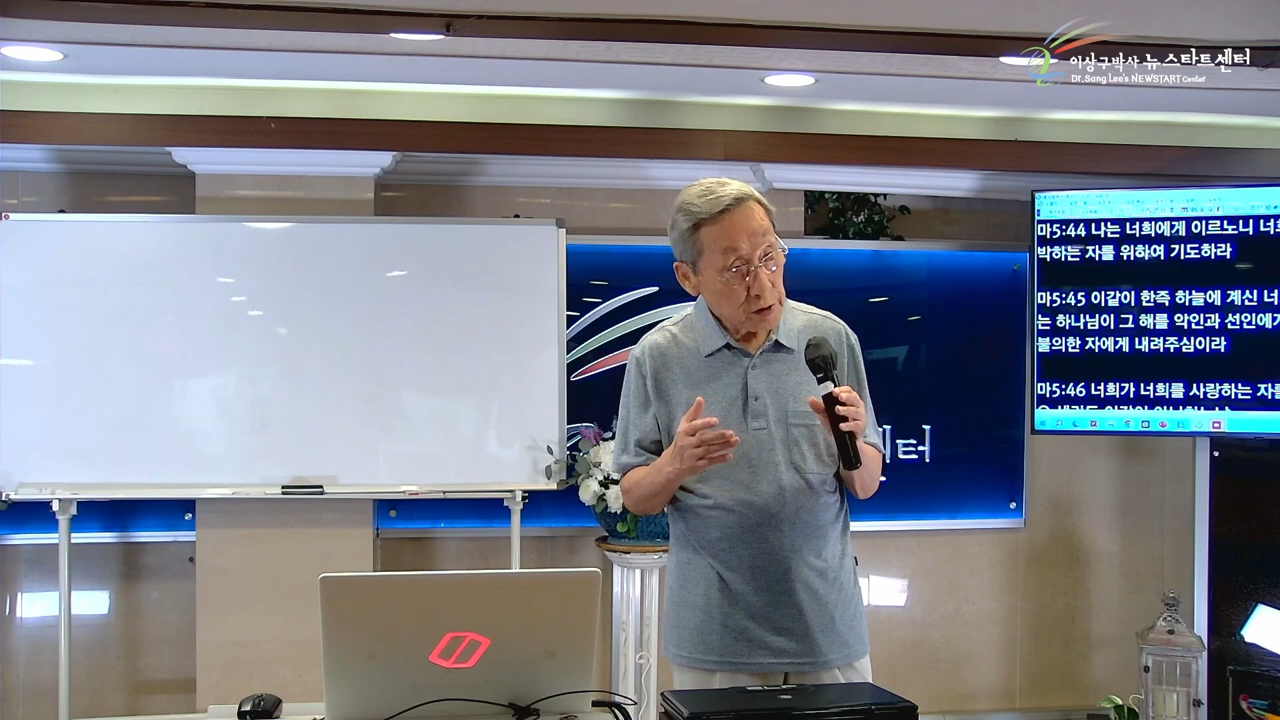 이상구박사 뉴스타트센터
Dr. Sang Lee's NEWSTART Center
마5:44 나는 너희에게 이르노니
박하는 자를 위하여 기도하라
마5:45 이같이 한즉 하늘에 계신
는 하나님이 그 해를 악인과 선인에게
불의한 자에게 내려주심이라
마5:46 너희가 너희를 사랑하는 자를
터